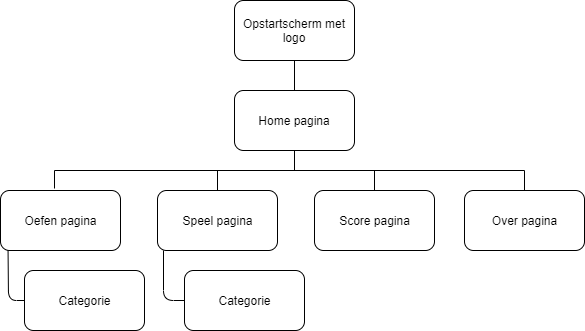 Opstartscherm met
logo
Home pagina
Oefen pagina
Speel pagina
Score pagina
Over pagina
Categorie
Categorie